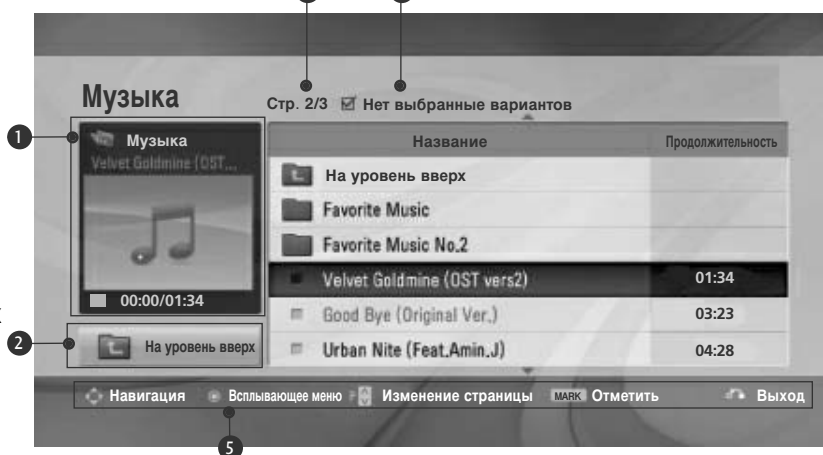 Музыка
Стр. 2/3 Нет выбранные вариантов
1
Музыка
Velvet Goldmine (OST...
00:00/01:34
2
На уровень вверх
Название Продолжительность
На уровень вверх
Favorite Music
Favorite Music No.2
Velvet Goldmine (OST vers2) 01:34
Good Bye (Original Ver.) 03:23
Urban Nite (Feat.Amin.J) 04:28
Навигация Всплывающее меню Изменение страницы MARK Отметить Выход
5